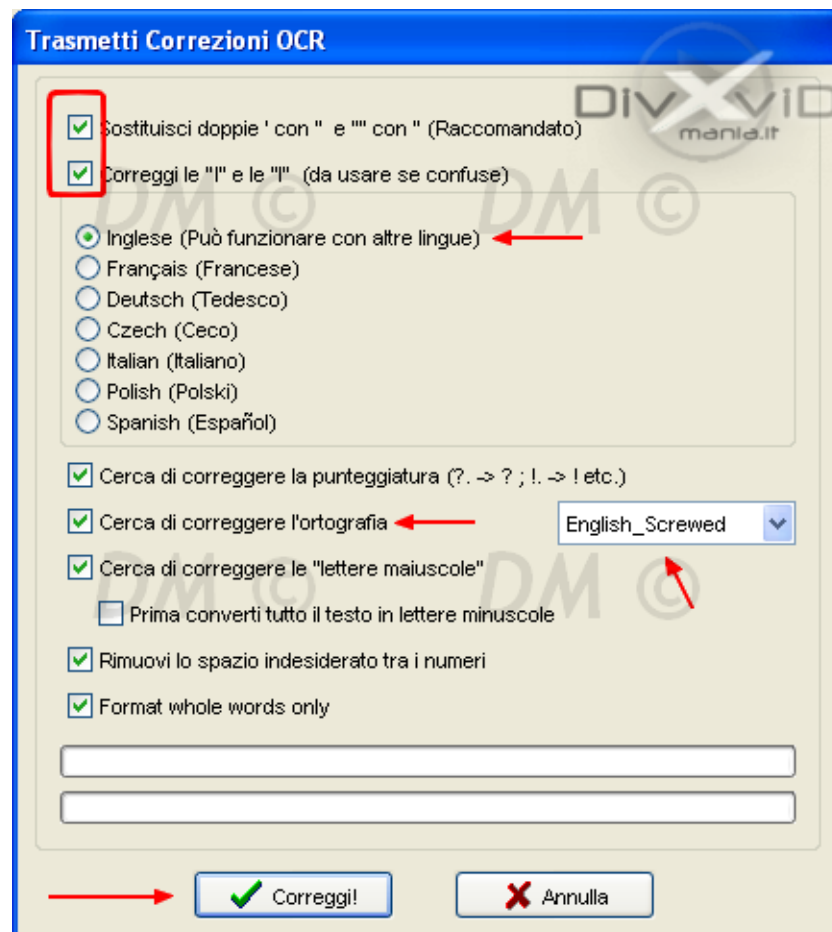 Trasmetti Correzioni OCR
DivXviD
mania.it
Sostituisci doppie ' con " e "" con " (Raccomandato)
Correggi le "I" e le "l" (da usare se confuse)
DM © DM ©
Inglese (Può funzionare con altre lingue)
Français (Francese)
Deutsch (Tedesco)
Czech (Ceco)
Italian (Italiano)
Polish (Polski)
Spanish (Español)
Cerca di correggere la punteggiatura (?. -> ? ; !. -> ! etc.)
Cerca di correggere l'ortografia English_Screwed
Cerca di correggere le "lettere maiuscole"
DM © DM ©
Prima converti tutto il testo in lettere minuscole
Rimuovi lo spazio indesiderato tra i numeri
Format whole words only
Correggi! Annulla